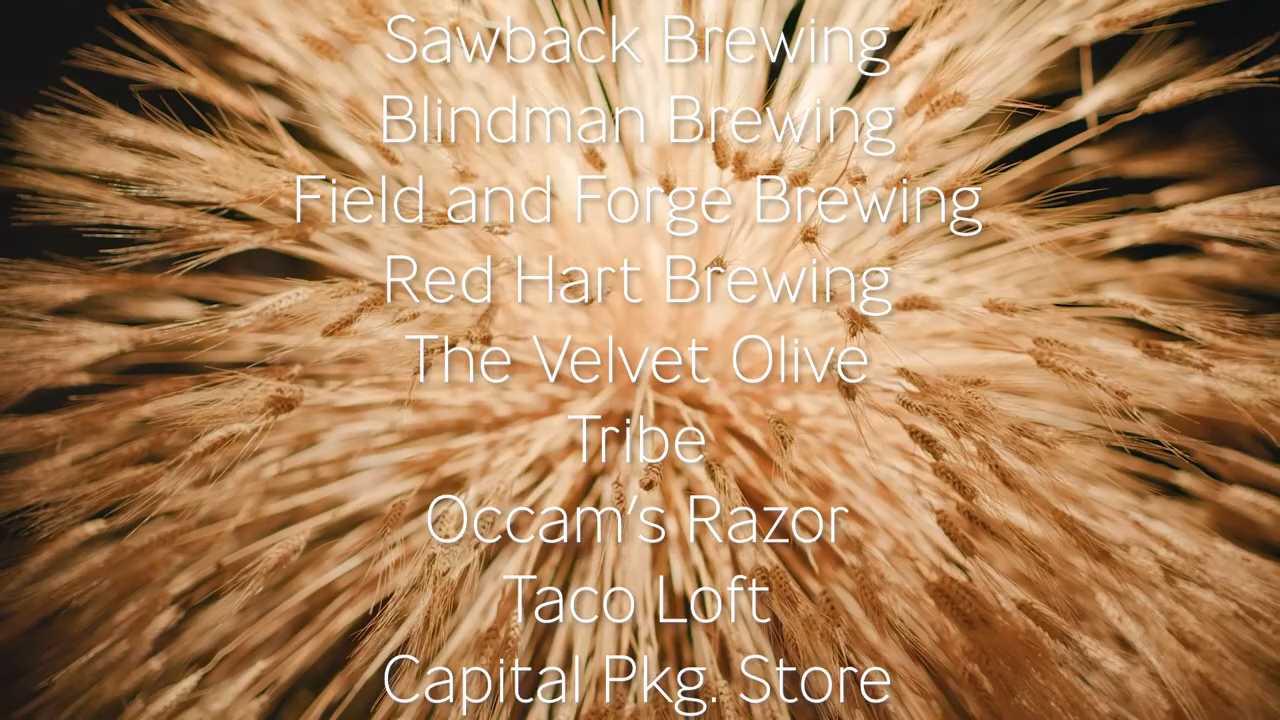 Sawback Brewing
Blindman Brewing
Field and Forge Brewing
Red Hart Brewing
The Velvet Olive
Tribe
Occam's Razor
Taco Loft
Capital Pkg. Store